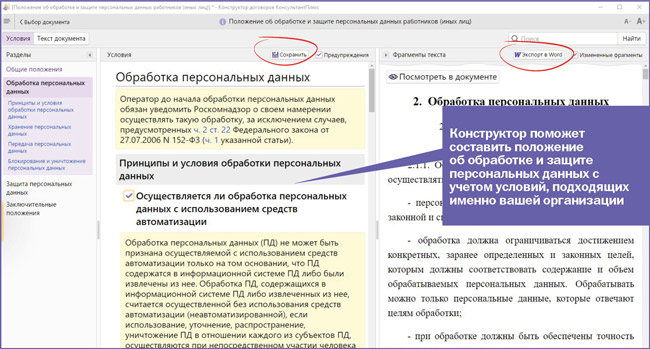 [Положение об обработке и защите персональных данных (иных лиц)] * - Конструктор договоров КонсультантПлюс
Выбор документа
Положение об обработке и защите персональных данных работников (иных лиц)
А- А+
Условия
Текст документа
Поиск
Найти
Разделы
Общие положения
Обработка персональных
данных
Принципы и условия
обработки персональных
данных
Хранение персональных
данных
Передача персональных
данных
Блокирование и уничтожение
персональных данных
Защита персональных
данных
Заключительные
положения
Условия
Сохранить
Предупреждения
Обработка персональных данных
Оператор до начала обработки персональных данных
обязан уведомить Роскомнадзор о своем намерении
осуществлять такую обработку, за исключением случаев,
предусмотренных ч. 2 ст. 22 Федерального закона от
27.07.2006 N 152-ФЗ (ч. 1 указанной статьи).
Принципы и условия обработки персональных
данных
Осуществляется ли обработка персональных
данных с использованием средств
автоматизации
Обработка персональных данных (ПД) не может быть
признана осуществляемой с использованием средств
автоматизации только на том основании, что ПД
содержатся в информационной системе ПД либо были
извлечены из нее. Обработка ПД, содержащихся в
информационной системе ПД либо извлеченных из нее,
считается осуществленной без использования средств
автоматизации (неавтоматизированной), если
использование, уточнение, распространение,
уничтожение ПД в отношении каждого из субъектов ПД,
осуществляются при непосредственном участии человека
Фрагменты текста
Экспорт в Word
Измененные фрагменты
Посмотреть в документе
2. Обработка персональных данных
2
2.1.1. Об
осуществлят
- персона
законной и с
Конструктор поможет
составить положение
об обработке и защите
персональных данных с
учетом условий, подходящих
именно вашей организации
- обработка должна ограничиваться достижением
конкретных, заранее определенных и законных целей,
которым должны соответствовать содержание и объем
обрабатываемых персональных данных. Обрабатывать
можно только персональные данные, которые отвечают
целям обработки;
- при обработке должны быть обеспечены точность